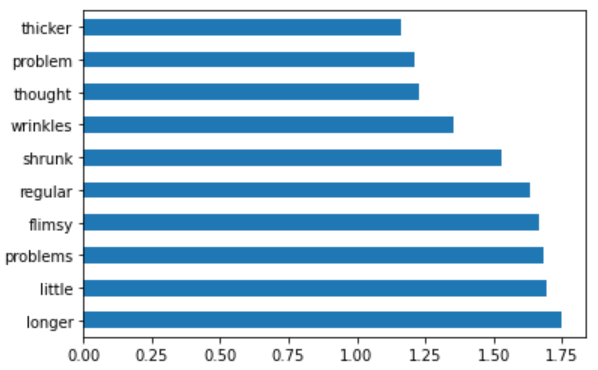 thicker
problem
thought
wrinkles
shrunk
regular
flimsy
problems
little
longer
0.00 0.25 0.50 0.75 1.00 1.25 1.50 1.75